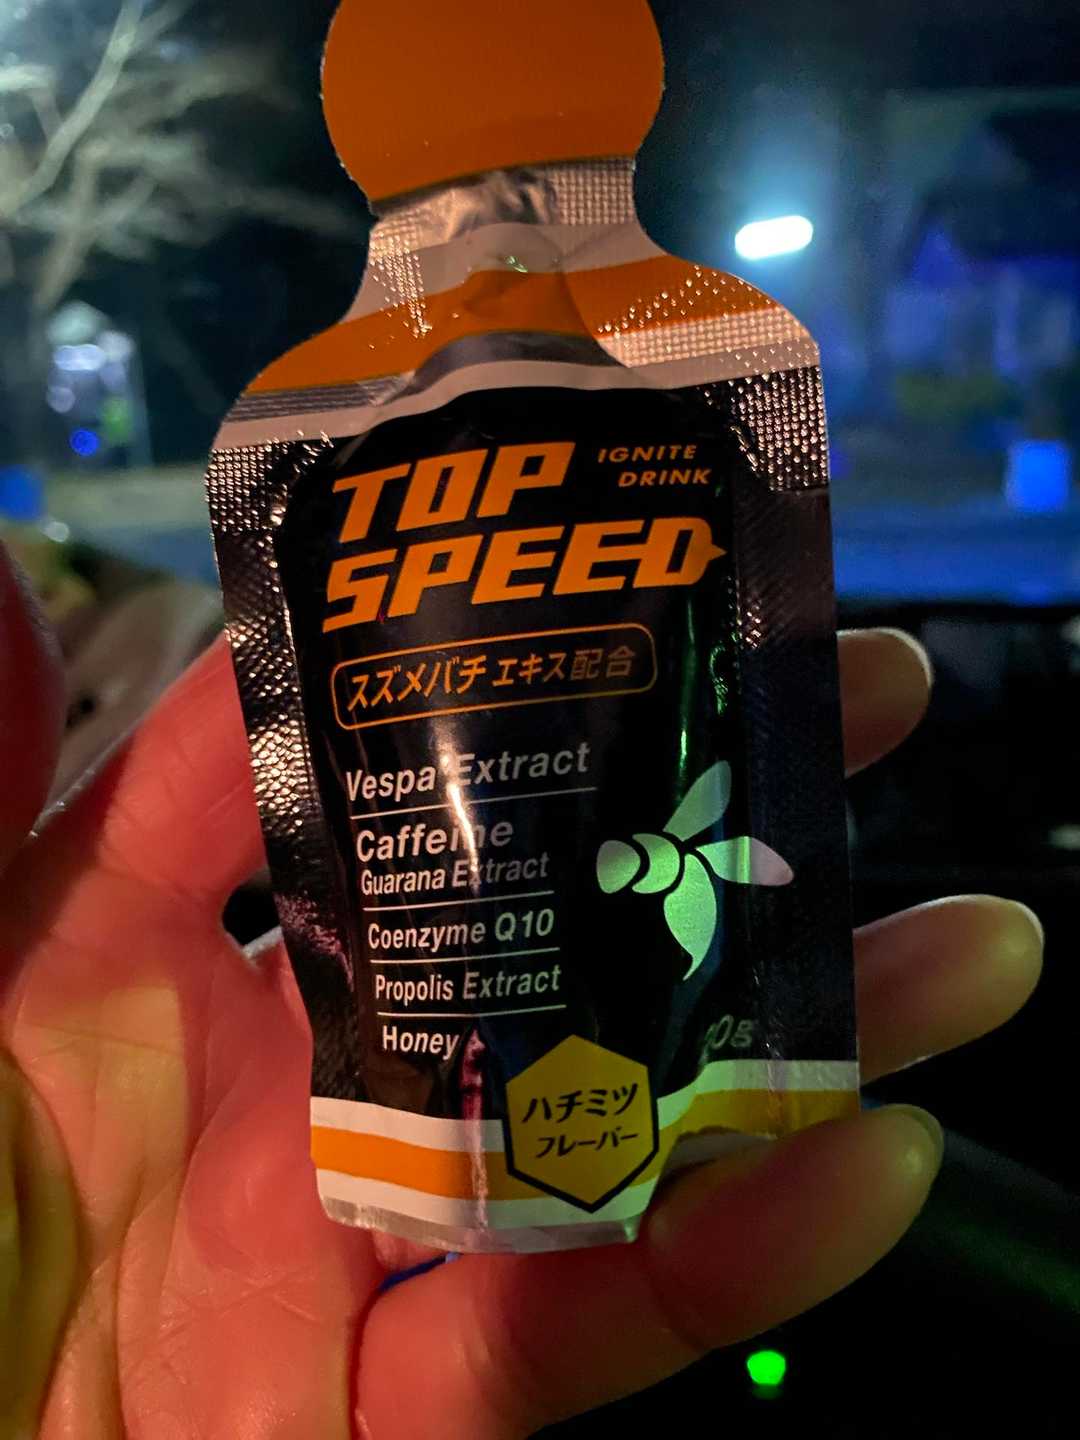 TOP
SPEED
IGNITE
DRINK
スズメバチエキス配合
Vespa Extract
Caffeine
Guarana Extract
Coenzyme Q10
Propolis Extract
Honey
ハチミツ
フレーバー